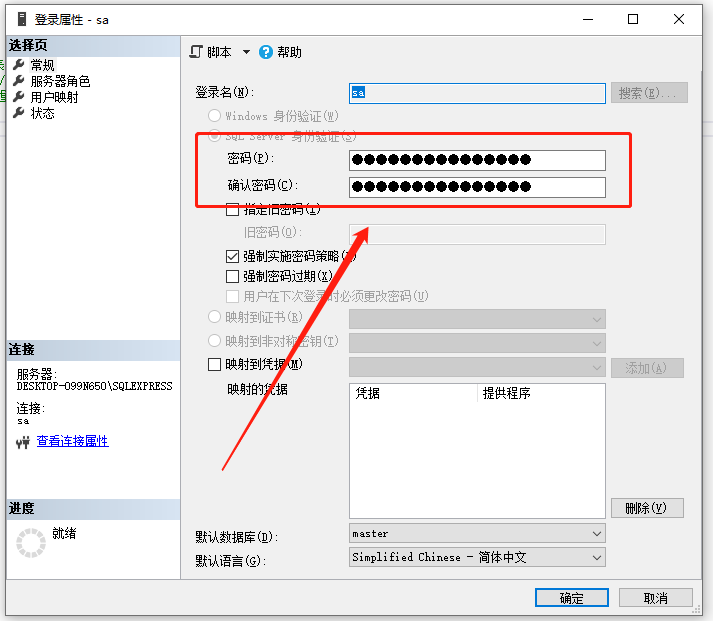 登录属性 - sa
选择页
常规
服务器角色
用户映射
状态
连接
服务器:
DESKTOP-O99N65O\SQLEXPRESS
连接:
sa
查看连接属性
进度
就绪
脚本
帮助
登录名(N):
sa
搜索(E)...
Windows 身份验证(W)
SQL Server 身份验证(S)
密码(P):
●●●●●●●●●●●●●●●
确认密码(C):
●●●●●●●●●●●●●●●
指定旧密码(I)
旧密码(O):
强制实施密码策略
强制密码过期(X)
用户在下次登录时必须更改密码(U)
映射到证书(R)
映射到非对称密钥(T)
映射到凭据(M)
添加(A)
映射的凭据
凭据
提供程序
删除(V)
默认数据库(D):
master
默认语言(G):
Simplified Chinese - 简体中文
确定
取消